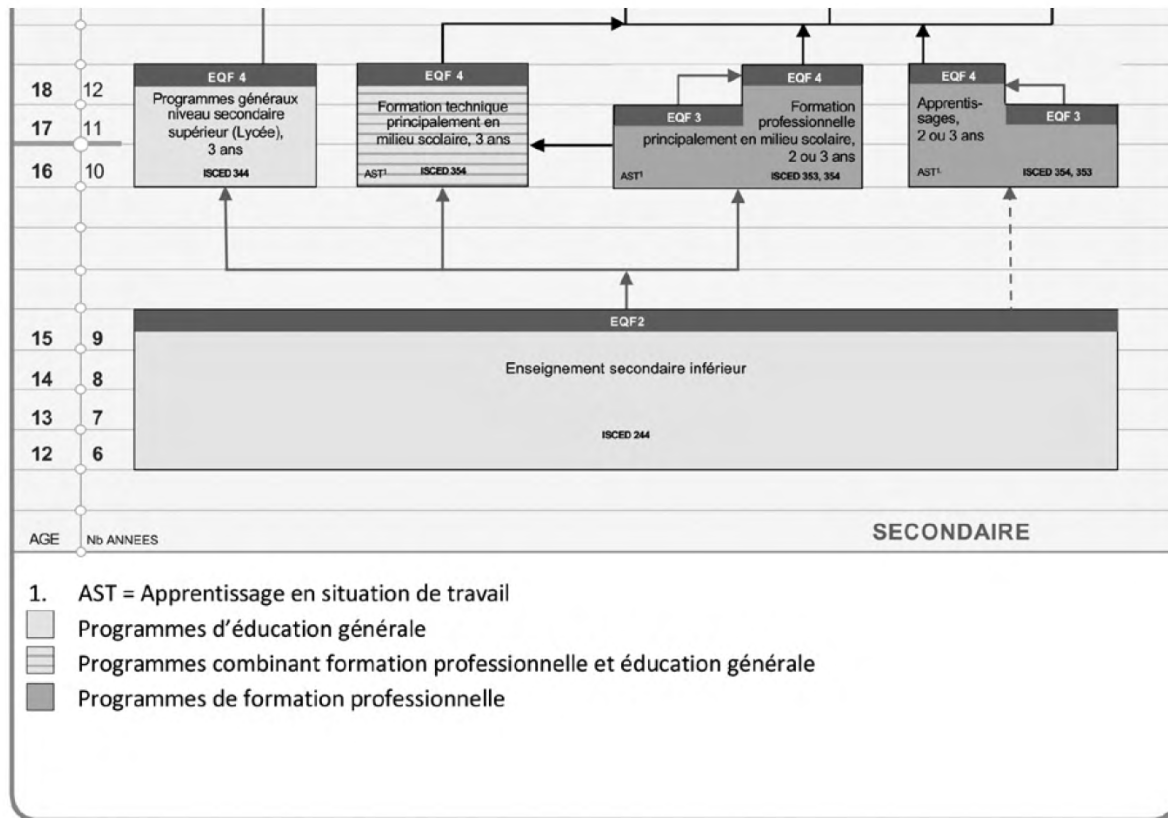 EQF 4
EQF 4
EQF 4
EQF 4
18 12
Programmes généraux
niveau secondaire
supérieur (Lycée),
3 ans
ISCED 344
Formation technique
principalement en
milieu scolaire, 3 ans
AST1 ISCED 354
Formation
EQF 3 professionnelle
principalement en milieu scolaire,
2 ou 3 ans
AST1 ISCED 353, 354
Apprentis-
sages,
2 ou 3 ans
EQF 3
AST1. ISCED 354, 353
17 11
16 10
EQF2
15 9
Enseignement secondaire inférieur
14 8
13 7
ISCED 244
12 6
SECONDAIRE
AGE Nb ANNEES
1. AST = Apprentissage en situation de travail
Programmes d’éducation générale
Programmes combinant formation professionnelle et éducation générale
Programmes de formation professionnelle